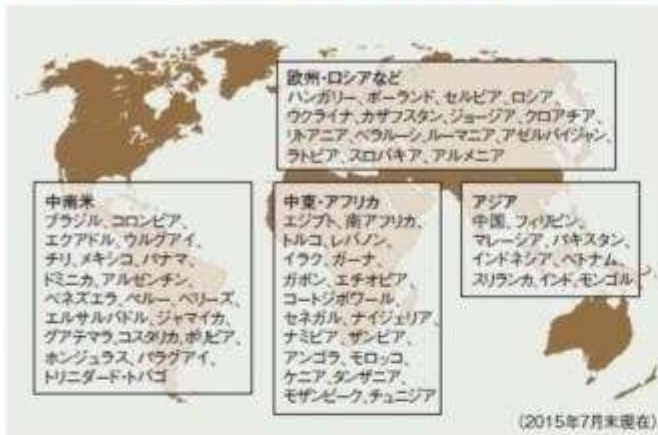 欧州・ロシアなど
ハンガリー、ポーランド、セルビア、ロシア、
ウクライナ、カザフスタン、ジョージア、クロアチア、
リトアニア、ベラルーシ、ルーマニア、アゼルバイジャン、
ラトビア、スロバキア、アルメニア
中南米
ブラジル、コロンビア、
エクアドル、ウルグアイ、
チリ、メキシコ、パナマ、
ドミニカ、アルゼンチン、
ベネズエラ、ペルー、ベリーズ、
エルサルバドル、ジャマイカ、
グアテマラ、コスタリカ、ボリビア、
ホンジュラス、パラグアイ、
トリニダード・トバゴ
中東・アフリカ
エジプト、南アフリカ、
トルコ、レバノン、
イラク、ガーナ、
ガボン、エチオピア、
コートジボワール、
セネガル、ナイジェリア、
ナミビア、ザンビア、
アンゴラ、モロッコ、
ケニア、タンザニア、
モザンビーク、チュニジア
アジア
中国、フィリピン、
マレーシア、パキスタン、
インドネシア、ベトナム、
スリランカ、インド、モンゴル
(2015年7月末現在)